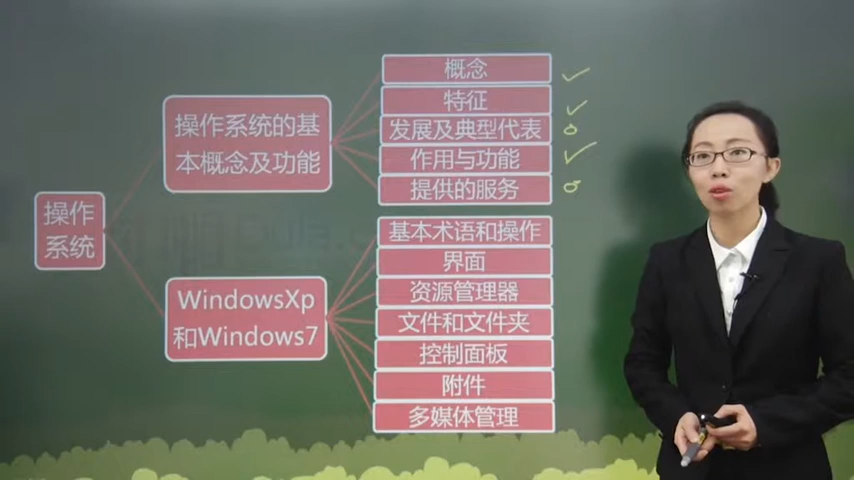 操作
系统
操作系统的基
本概念及功能
概念
特征
发展及典型代表
作用与功能
提供的服务
WindowsXp
和Windows7
基本术语和操作
界面
资源管理器
文件和文件夹
控制面板
附件
多媒体管理